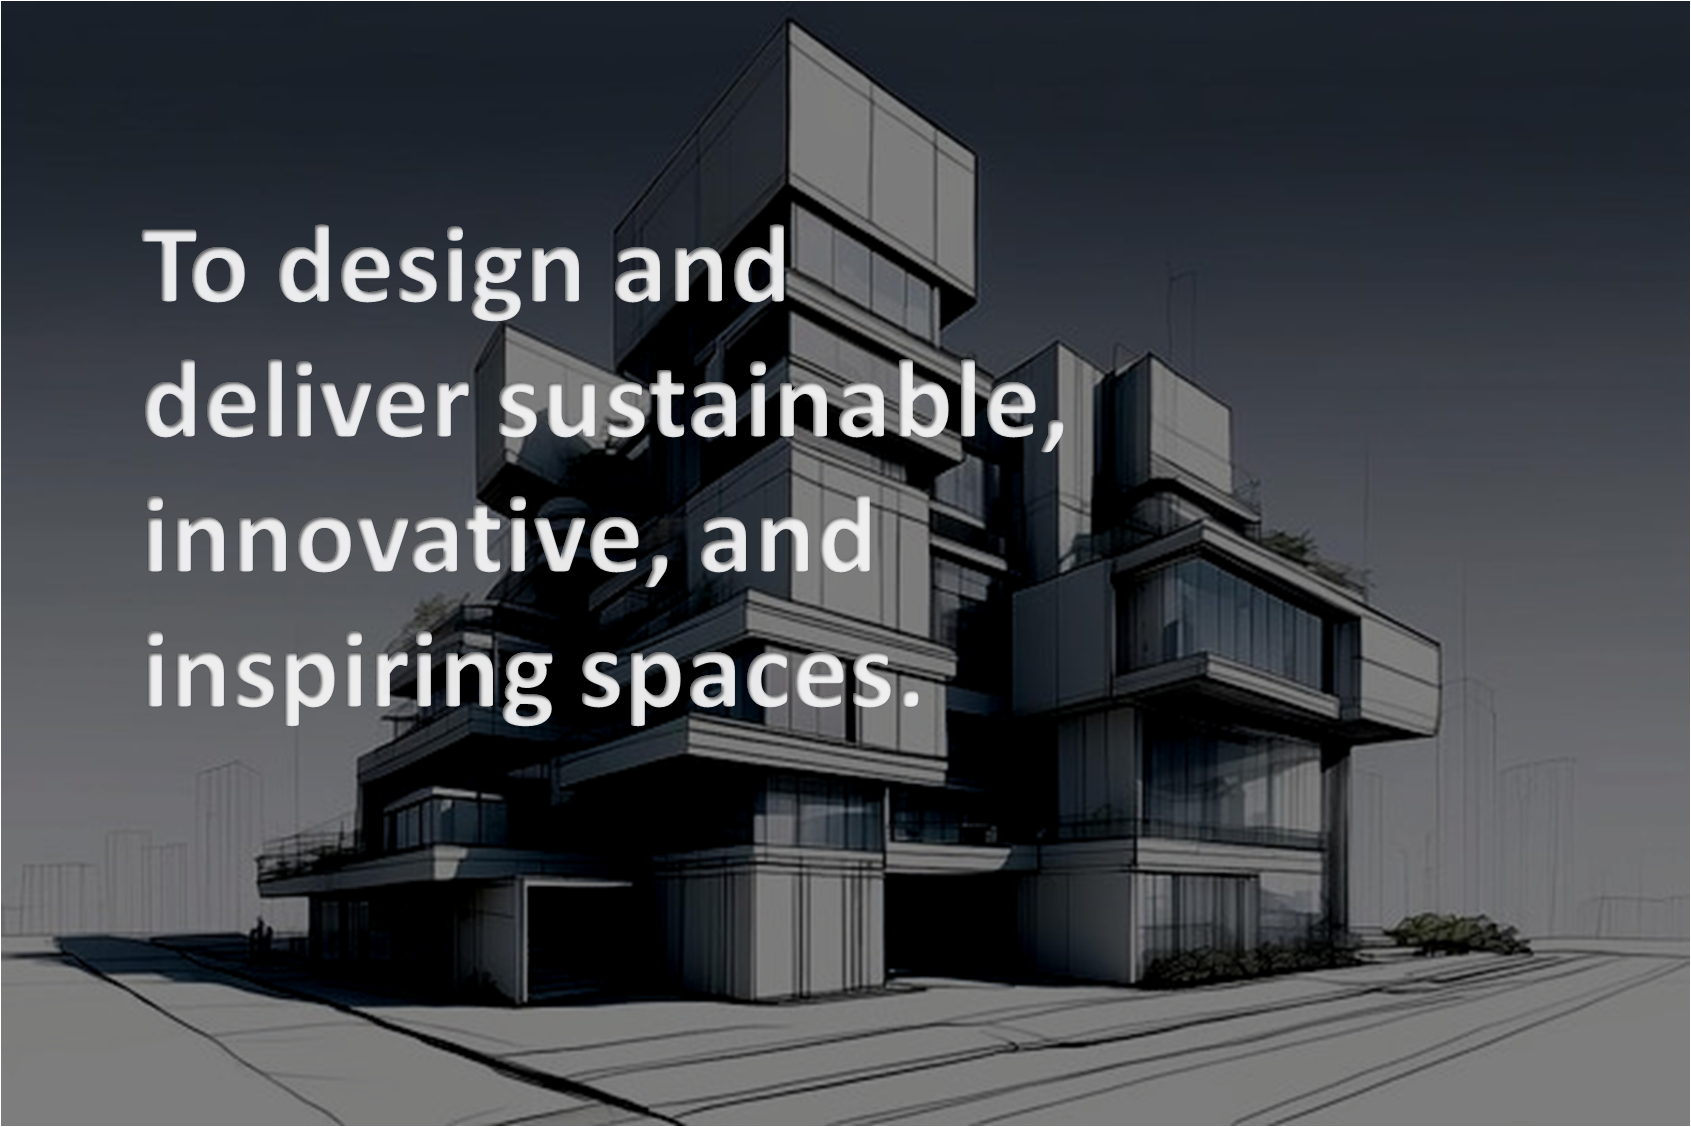 To design and
deliver sustainable,
innovative, and
inspiring spaces.